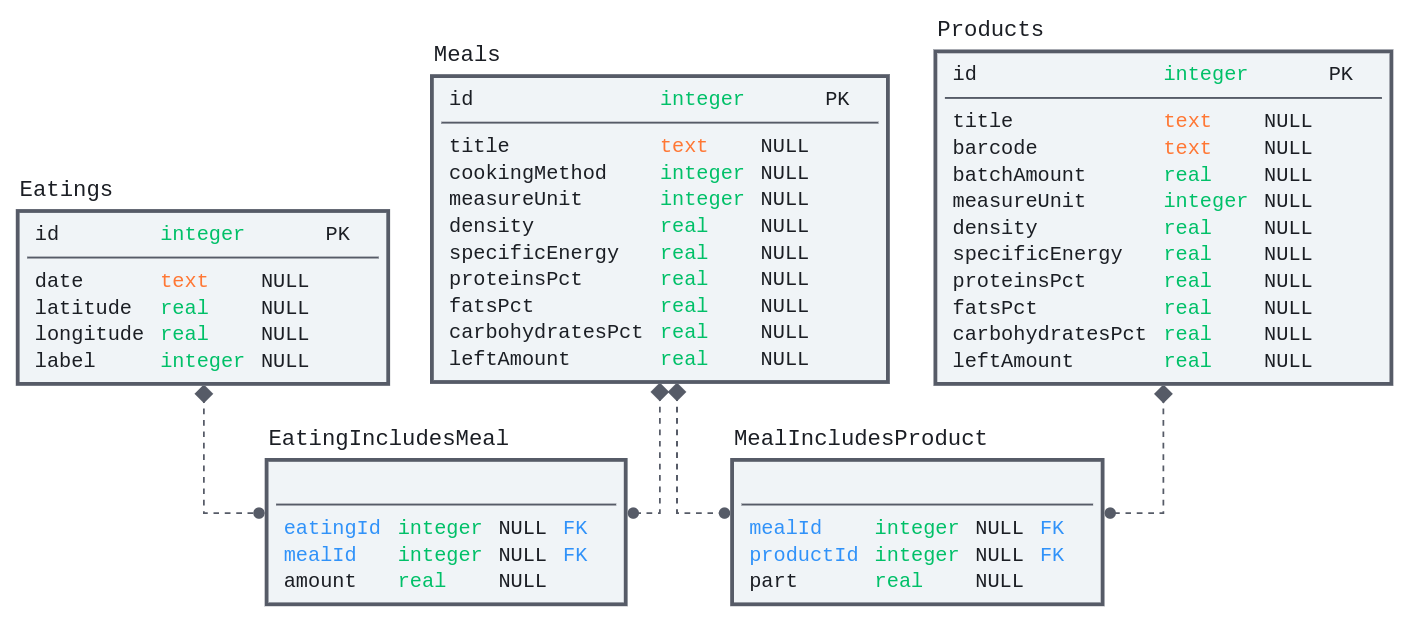 Eatings
id integer PK
date text NULL
latitude real NULL
longitude real NULL
label integer NULL
Meals
id integer PK
title text NULL
cookingMethod integer NULL
measureUnit integer NULL
density real NULL
specificEnergy real NULL
proteinsPct real NULL
fatsPct real NULL
carbohydratesPct real NULL
leftAmount real NULL
Products
id integer PK
title text NULL
barcode text NULL
batchAmount real NULL
measureUnit integer NULL
density real NULL
specificEnergy real NULL
proteinsPct real NULL
fatsPct real NULL
carbohydratesPct real NULL
leftAmount real NULL
EatingIncludesMeal
eatingId integer NULL FK
mealId integer NULL FK
amount real NULL
MealIncludesProduct
mealId integer NULL FK
productId integer NULL FK
part real NULL